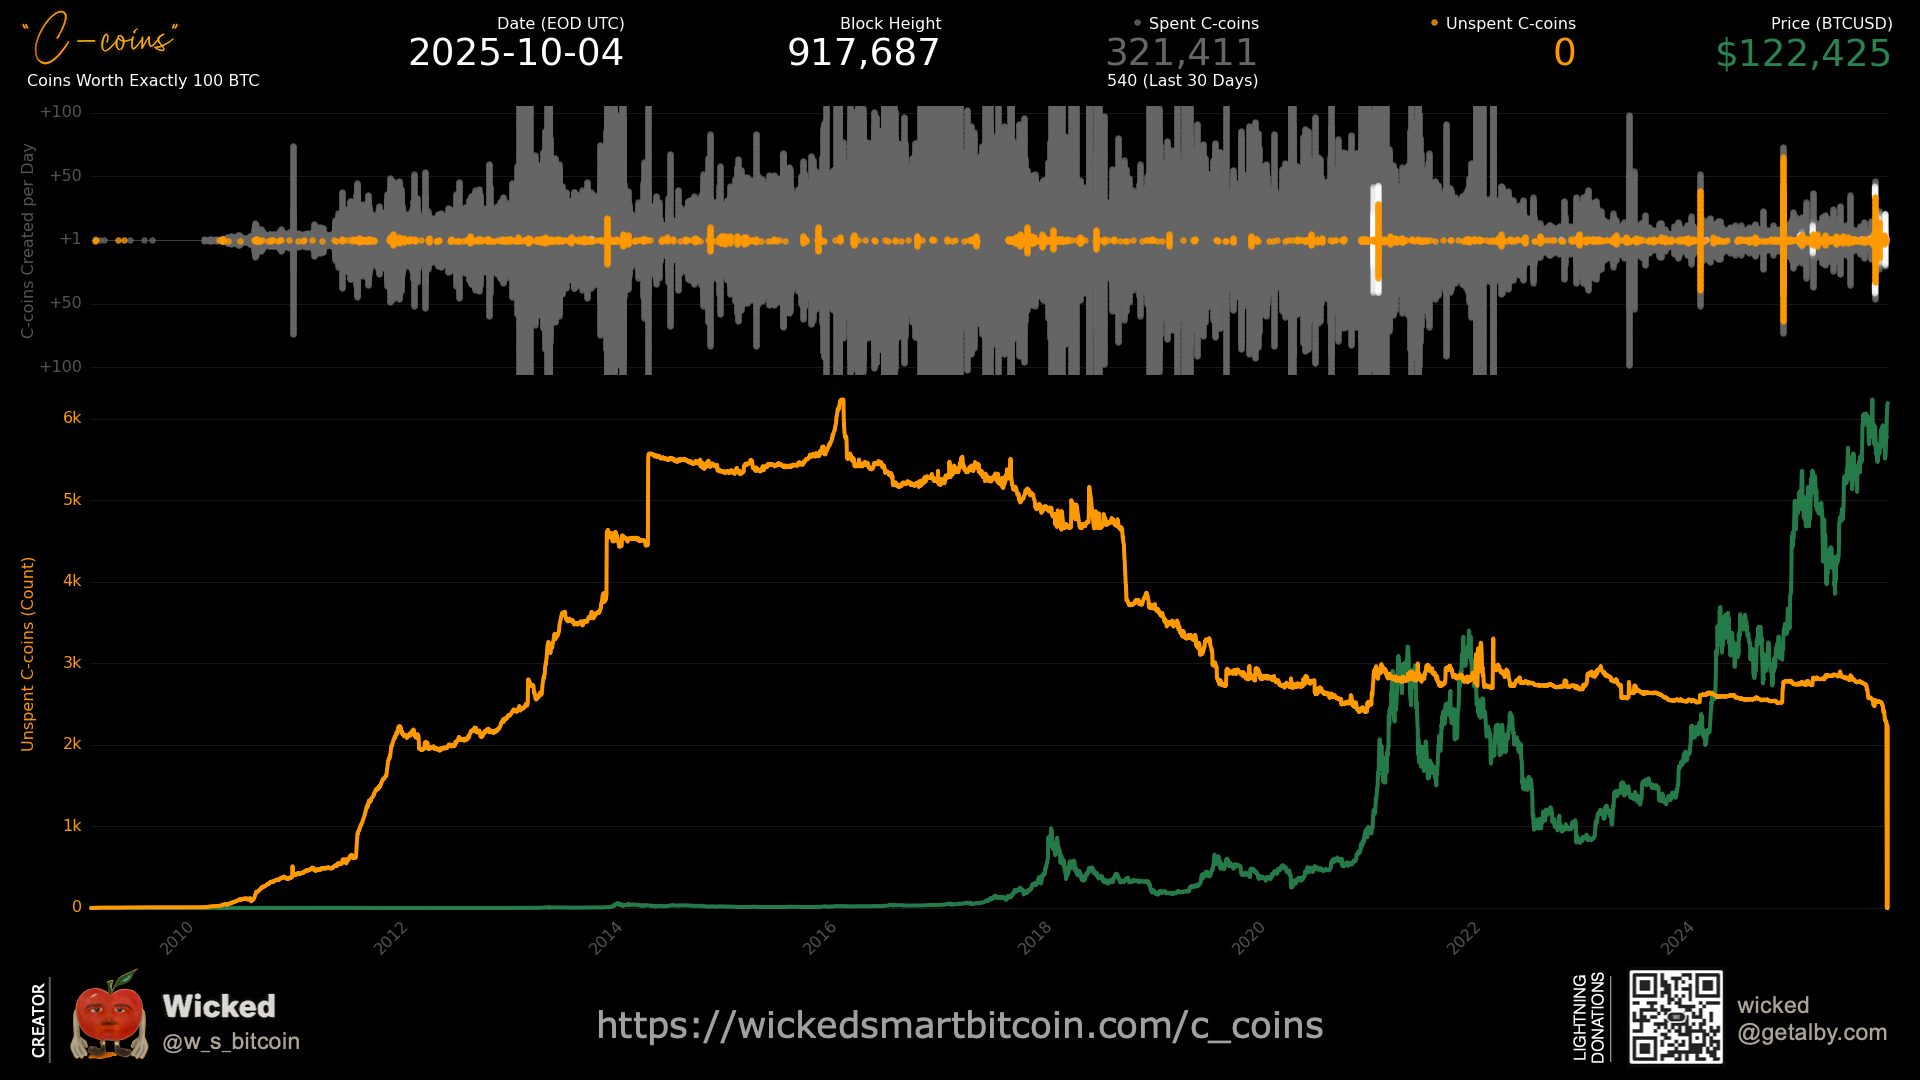 “C-coins”
Coins Worth Exactly 100 BTC
Date (EOD UTC)
2025-10-04
Block Height
917,687
Spent C-coins
321,411
540 (Last 30 Days)
Unspent C-coins
0
Price (BTCUSD)
$122,425
C-coins Created per Day
+100
+50
+1
+50
+100
Unspent C-coins (Count)
6k
5k
4k
3k
2k
1k
0
2010
2012
2014
2016
2018
2020
2022
2024
CREATOR
Wicked
@w_s_bitcoin
https://wickedsmartbitcoin.com/c_coins
LIGHTNING
DONATIONS
wicked
@getalby.com